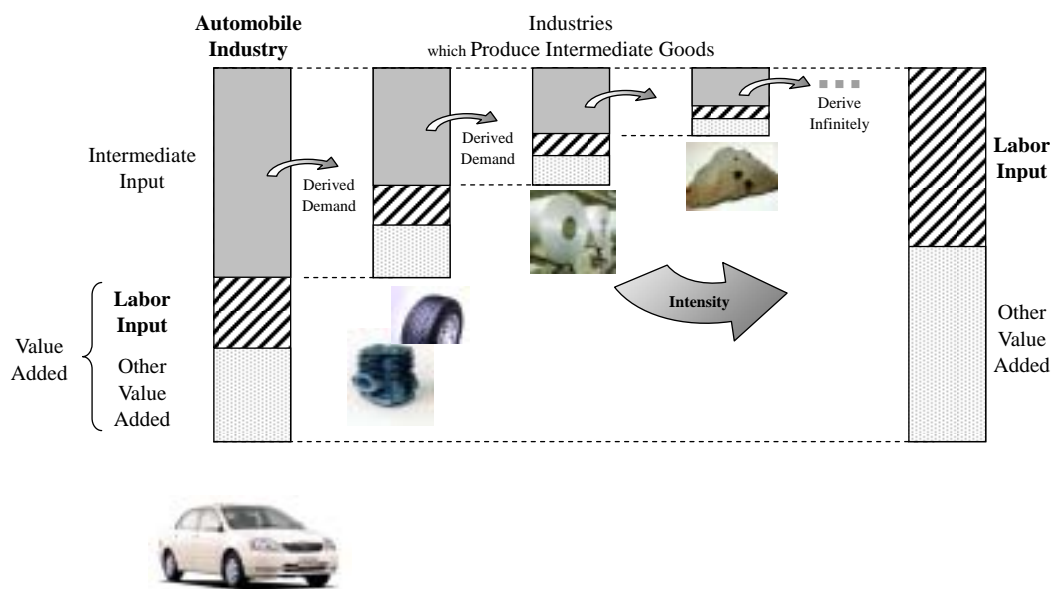 Automobile
Industry
Industries
which Produce Intermediate Goods
Intermediate
Input
Derived
Demand
Derived
Demand
Derive
Infinitely
Labor
Input
Intensity
Value
Added
Labor
Input
Other
Value
Added
Other
Value
Added